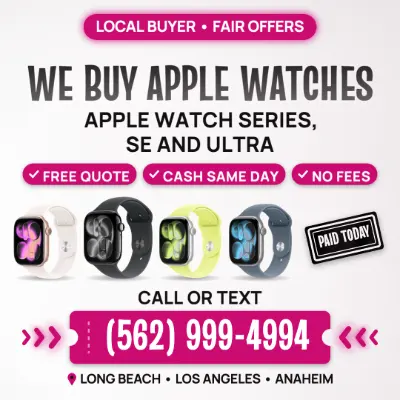 LOCAL BUYER • FAIR OFFERS
WE BUY APPLE WATCHES
APPLE WATCH SERIES,
SE AND ULTRA
FREE QUOTE
CASH SAME DAY
NO FEES
PAID TODAY
CALL OR TEXT
(562) 999-4994
LONG BEACH • LOS ANGELES • ANAHEIM